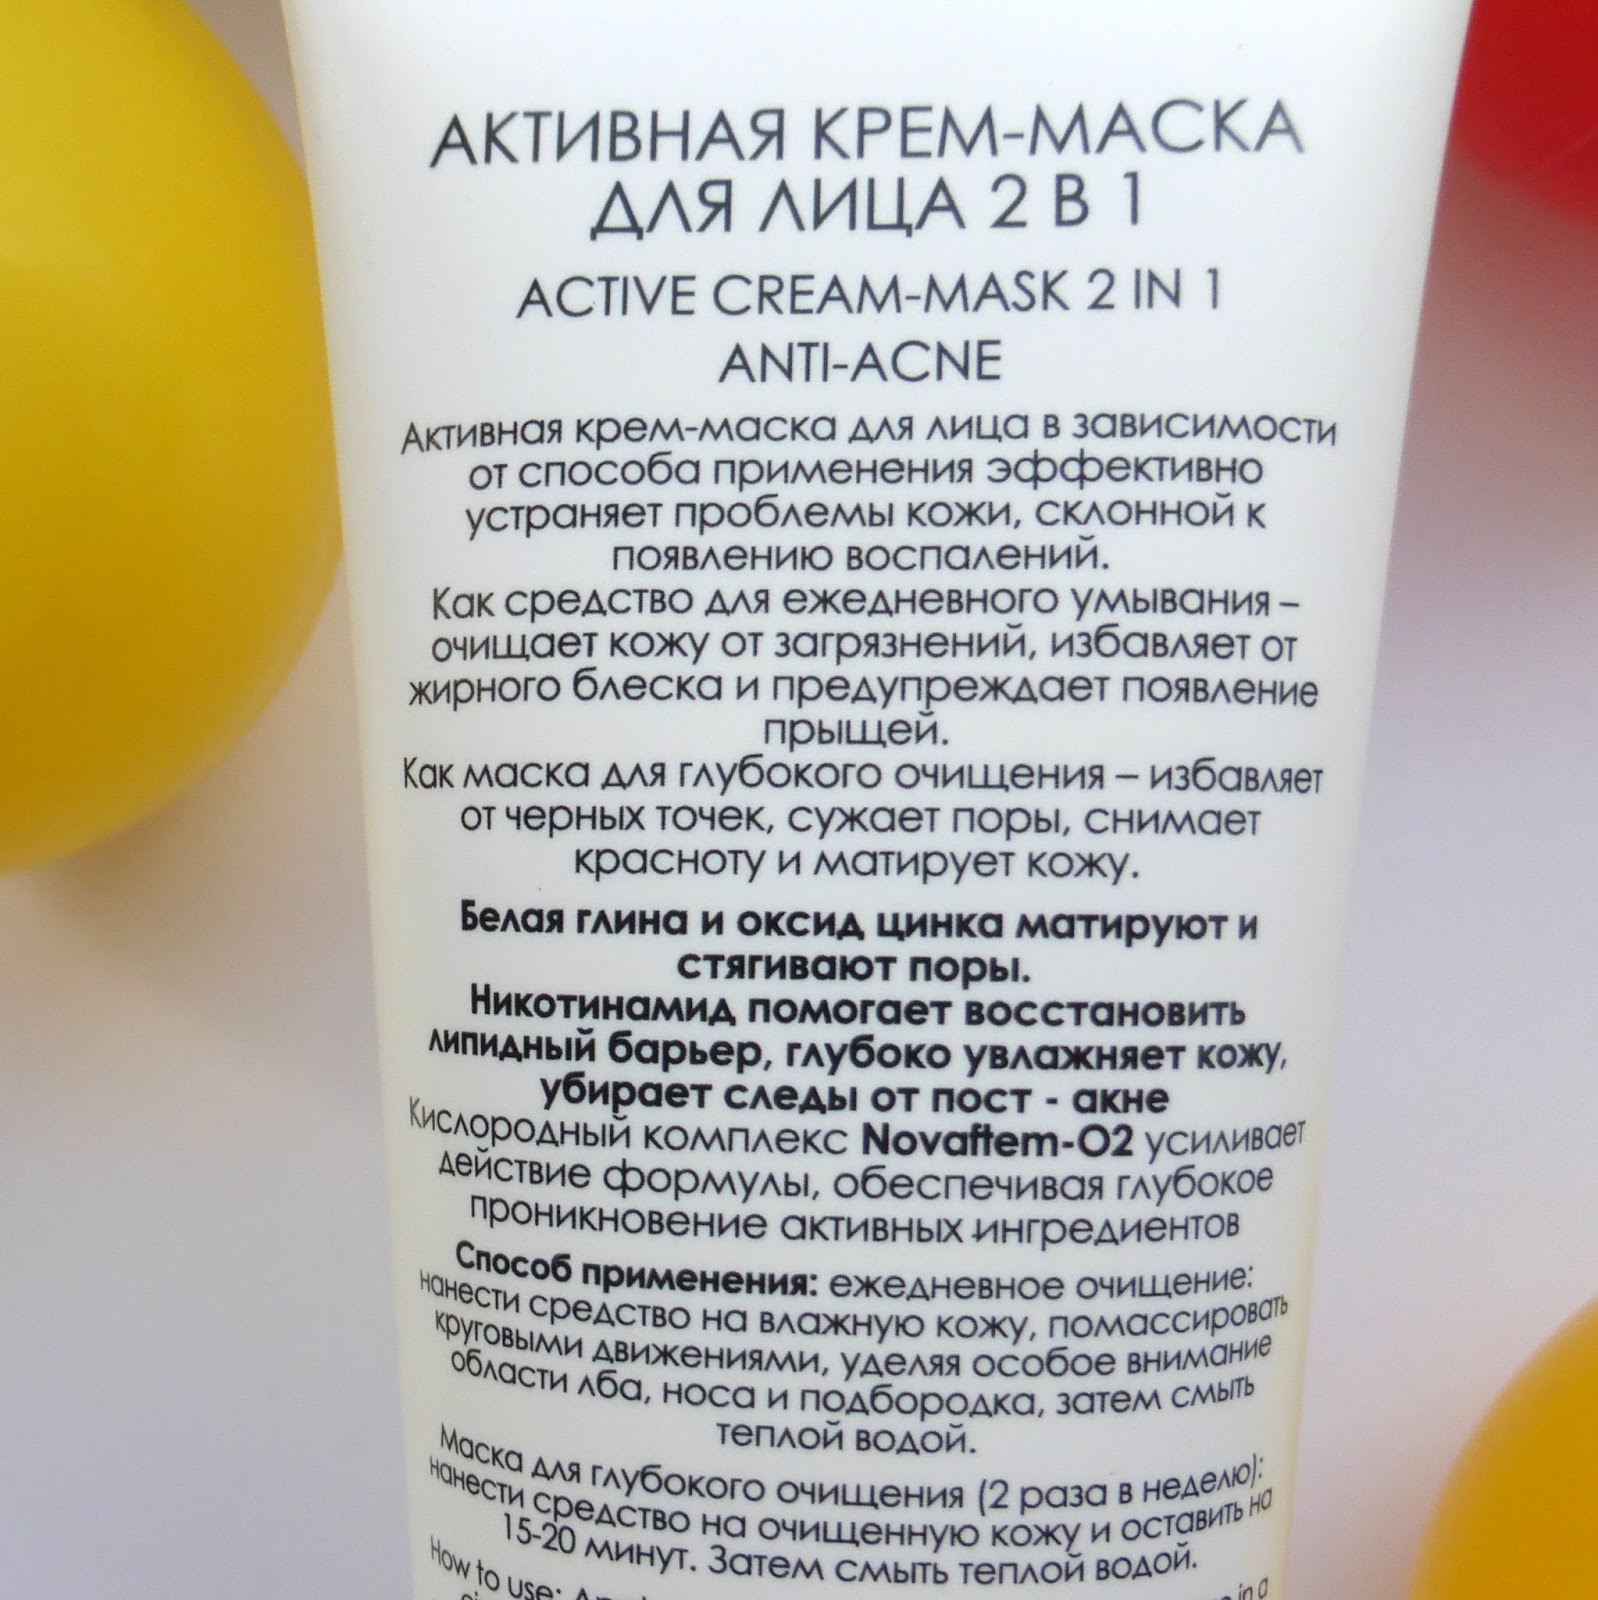 АКТИВНАЯ КРЕМ-МАСКА
ДЛЯ ЛИЦА 2 В 1
ACTIVE CREAM-MASK 2 IN 1
ANTI-ACNE
Активная крем-маска для лица в зависимости
от способа применения эффективно
устраняет проблемы кожи, склонной к
появлению воспалений.
Как средство для ежедневного умывания –
очищает кожу от загрязнений, избавляет от
жирного блеска и предупреждает появление
прыщей.
Как маска для глубокого очищения – избавляет
от черных точек, сужает поры, снимает
красноту и матирует кожу.
Белая глина и оксид цинка матируют и
стягивают поры.
Никотинамид помогает восстановить
липидный барьер, глубоко увлажняет кожу,
убирает следы от пост - акне
Кислородный комплекс Novaftem-O2 усиливает
действие формулы, обеспечивая глубокое
проникновение активных ингредиентов
Способ применения: ежедневное очищение:
нанести средство на влажную кожу, помассировать
круговыми движениями, уделяя особое внимание
области лба, носа и подбородка, затем смыть
теплой водой.
Маска для глубокого очищения (2 раза в неделю):
нанести средство на очищенную кожу и оставить на
15-20 минут. Затем смыть теплой водой.
How to use: in a